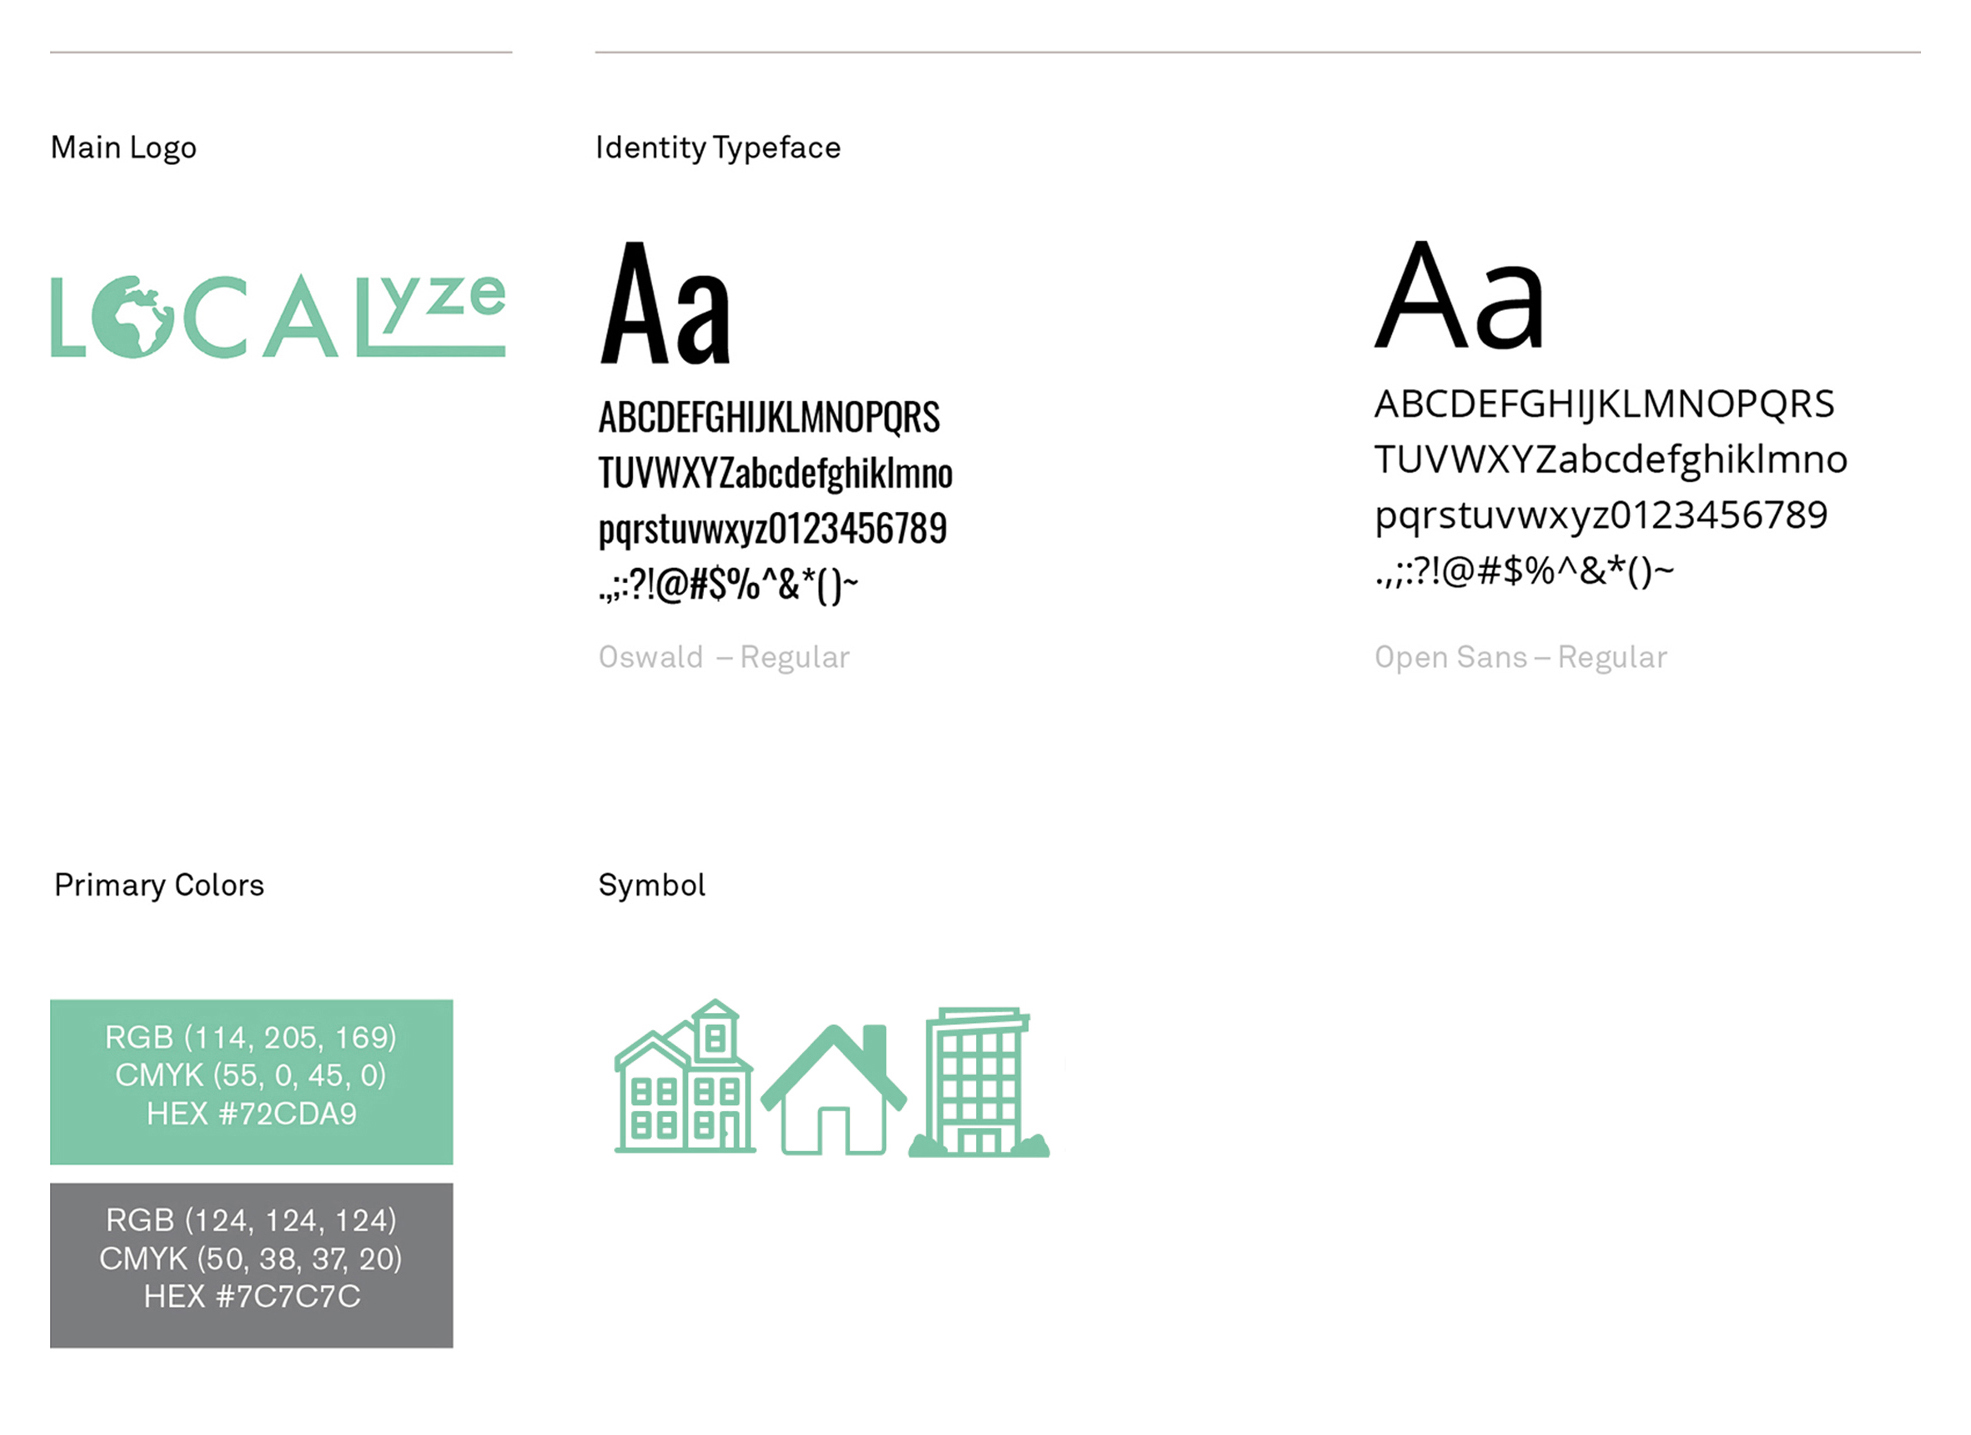 Main Logo
LOCALyze
Identity Typeface
Aa
ABCDEFGHIJKLMNOPQRS
TUVWXYZabcdefghiklmno
pqrstuvwxyz0123456789
.,;:?!@#$%^&*()~
Oswald – Regular
Aa
ABCDEFGHIJKLMNOPQRS
TUVWXYZabcdefghiklmno
pqrstuvwxyz0123456789
.,;:?!@#$%^&*()~
Open Sans – Regular
Primary Colors
RGB (114, 205, 169)
CMYK (55, 0, 45, 0)
HEX #72CDA9
RGB (124, 124, 124)
CMYK (50, 38, 37, 20)
HEX #7C7C7C
Symbol